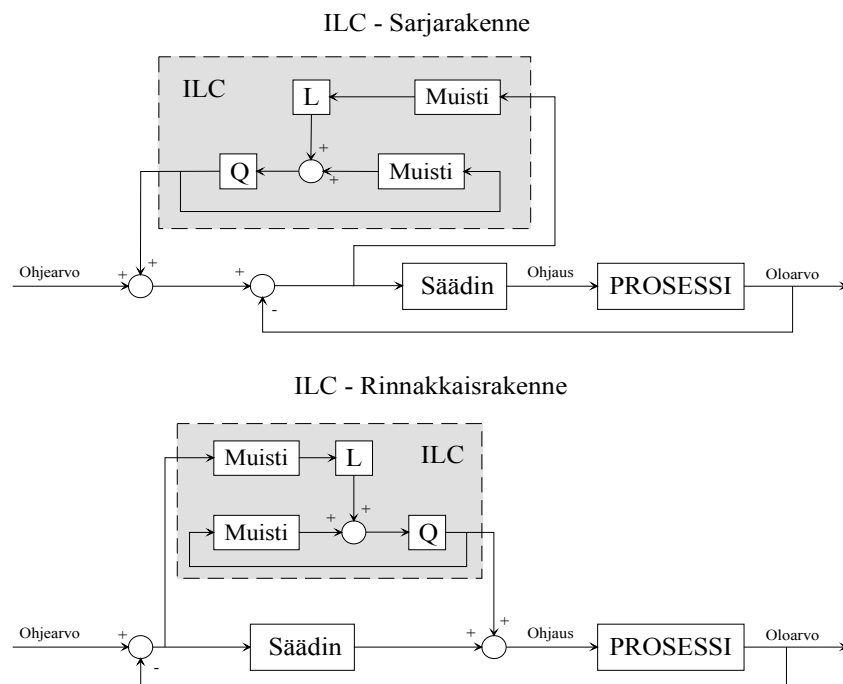 ILC - Sarjarakenne
ILC
L
Muisti
+
Q
+
Muisti
Ohjearvo
+
+
+
-
Säädin
Ohjaus
PROSESSI
Oloarvo
ILC - Rinnakkaisrakenne
Muisti
L
ILC
+
+
Muisti
Q
Ohjearvo
+
-
Säädin
+
+
Ohjaus
PROSESSI
Oloarvo